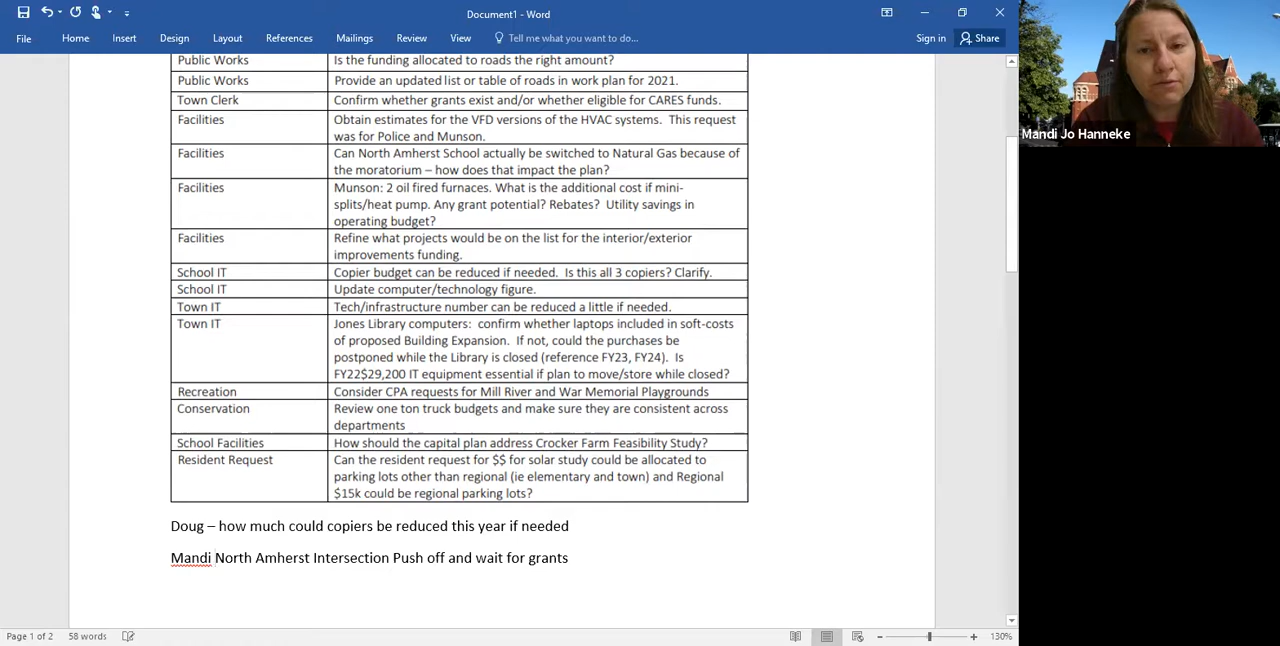 Document1 - Word
File Home Insert Design Layout References Mailings Review View Tell me what you want to do... Sign in Share
Public Works Is the funding allocated to roads the right amount?
Public Works Provide an updated list or table of roads in work plan for 2021.
Town Clerk Confirm whether grants exist and/or whether eligible for CARES funds.
Facilities Obtain estimates for the VFD versions of the HVAC systems. This request
was for Police and Munson.
Facilities Can North Amherst School actually be switched to Natural Gas because of
the moratorium – how does that impact the plan?
Facilities Munson: 2 oil fired furnaces. What is the additional cost if mini-
splits/heat pump. Any grant potential? Rebates? Utility savings in
operating budget?
Facilities Refine what projects would be on the list for the interior/exterior
improvements funding.
School IT Copier budget can be reduced if needed. Is this all 3 copiers? Clarify.
School IT Update computer/technology figure.
Town IT Tech/infrastructure number can be reduced a little if needed.
Town IT Jones Library computers: confirm whether laptops included in soft-costs
of proposed Building Expansion. If not, could the purchases be
postponed while the Library is closed (reference FY23, FY24). Is
FY22$29,200 IT equipment essential if plan to move/store while closed?
Recreation Consider CPA requests for Mill River and War Memorial Playgrounds
Conservation Review one ton truck budgets and make sure they are consistent across
departments
School Facilities How should the capital plan address Crocker Farm Feasibility Study?
Resident Request Can the resident request for $$ for solar study could be allocated to
parking lots other than regional (ie elementary and town) and Regional
$15k could be regional parking lots?
Doug – how much could copiers be reduced this year if needed
Mandi North Amherst Intersection Push off and wait for grants
Page 1 of 2 58 words 130%
Mandi Jo Hanneke